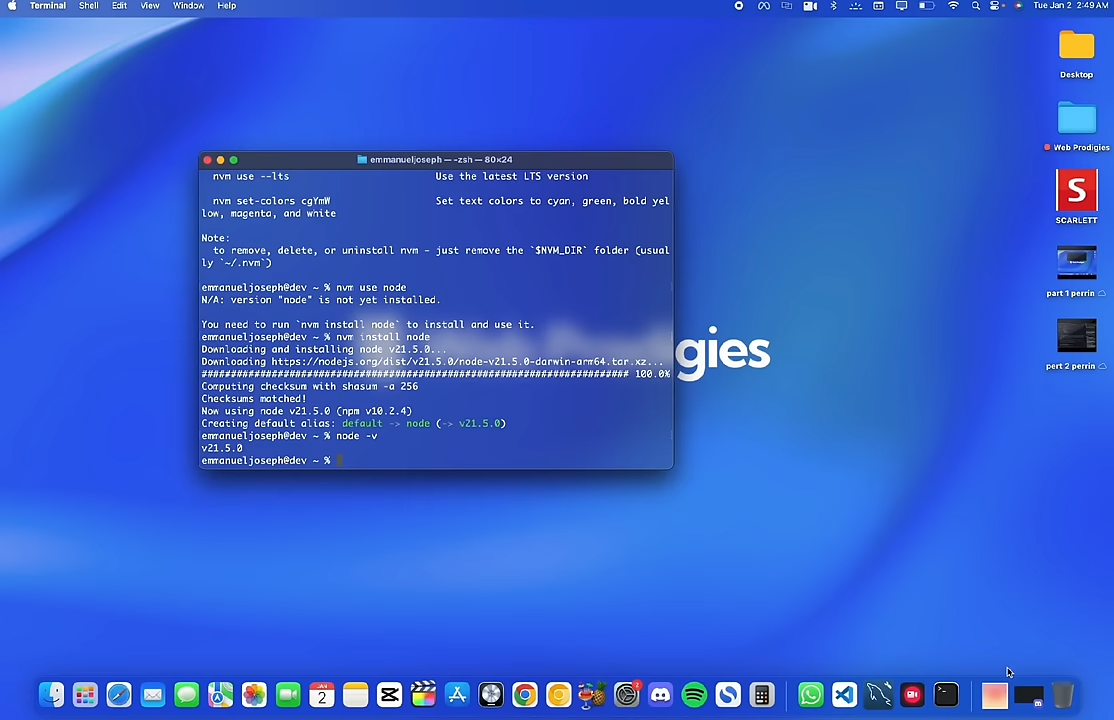 Terminal Shell Edit View Window Help Tue Jan 2 2:49 AM
Desktop
Web Prodigies
S
SCARLETT
part 1 perrin
part 2 perrin
emmanueljoseph — -zsh — 80×24
nvm use --lts Use the latest LTS version
nvm set-colors cgYmW Set text colors to cyan, green, bold yel
low, magenta, and white
Note:
to remove, delete, or uninstall nvm - just remove the `$NVM_DIR` folder (usual
ly `~/.nvm`)
emmanueljoseph@dev ~ % nvm use node
N/A: version "node" is not yet installed.
You need to run `nvm install node` to install and use it.
emmanueljoseph@dev ~ % nvm install node
Downloading and installing node v21.5.0...
Downloading https://nodejs.org/dist/v21.5.0/node-v21.5.0-darwin-arm64.tar.xz...
######################################################################### 100.0%
Computing checksum with shasum -a 256
Checksums matched!
Now using node v21.5.0 (npm v10.2.4)
Creating default alias: default -> node (-> v21.5.0)
emmanueljoseph@dev ~ % node -v
v21.5.0
emmanueljoseph@dev ~ %
gies
2